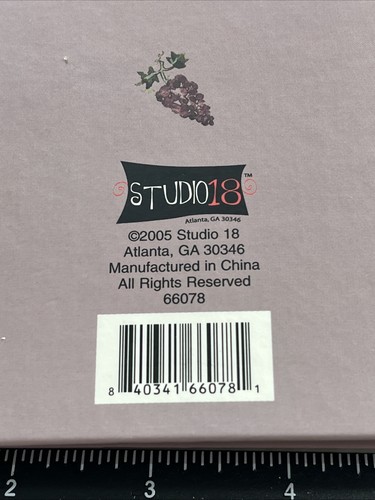 STUDIO18™
Atlanta, GA 30346
©2005 Studio 18
Atlanta, GA 30346
Manufactured in China
All Rights Reserved
66078
8 40341 66078 1
2 3 4